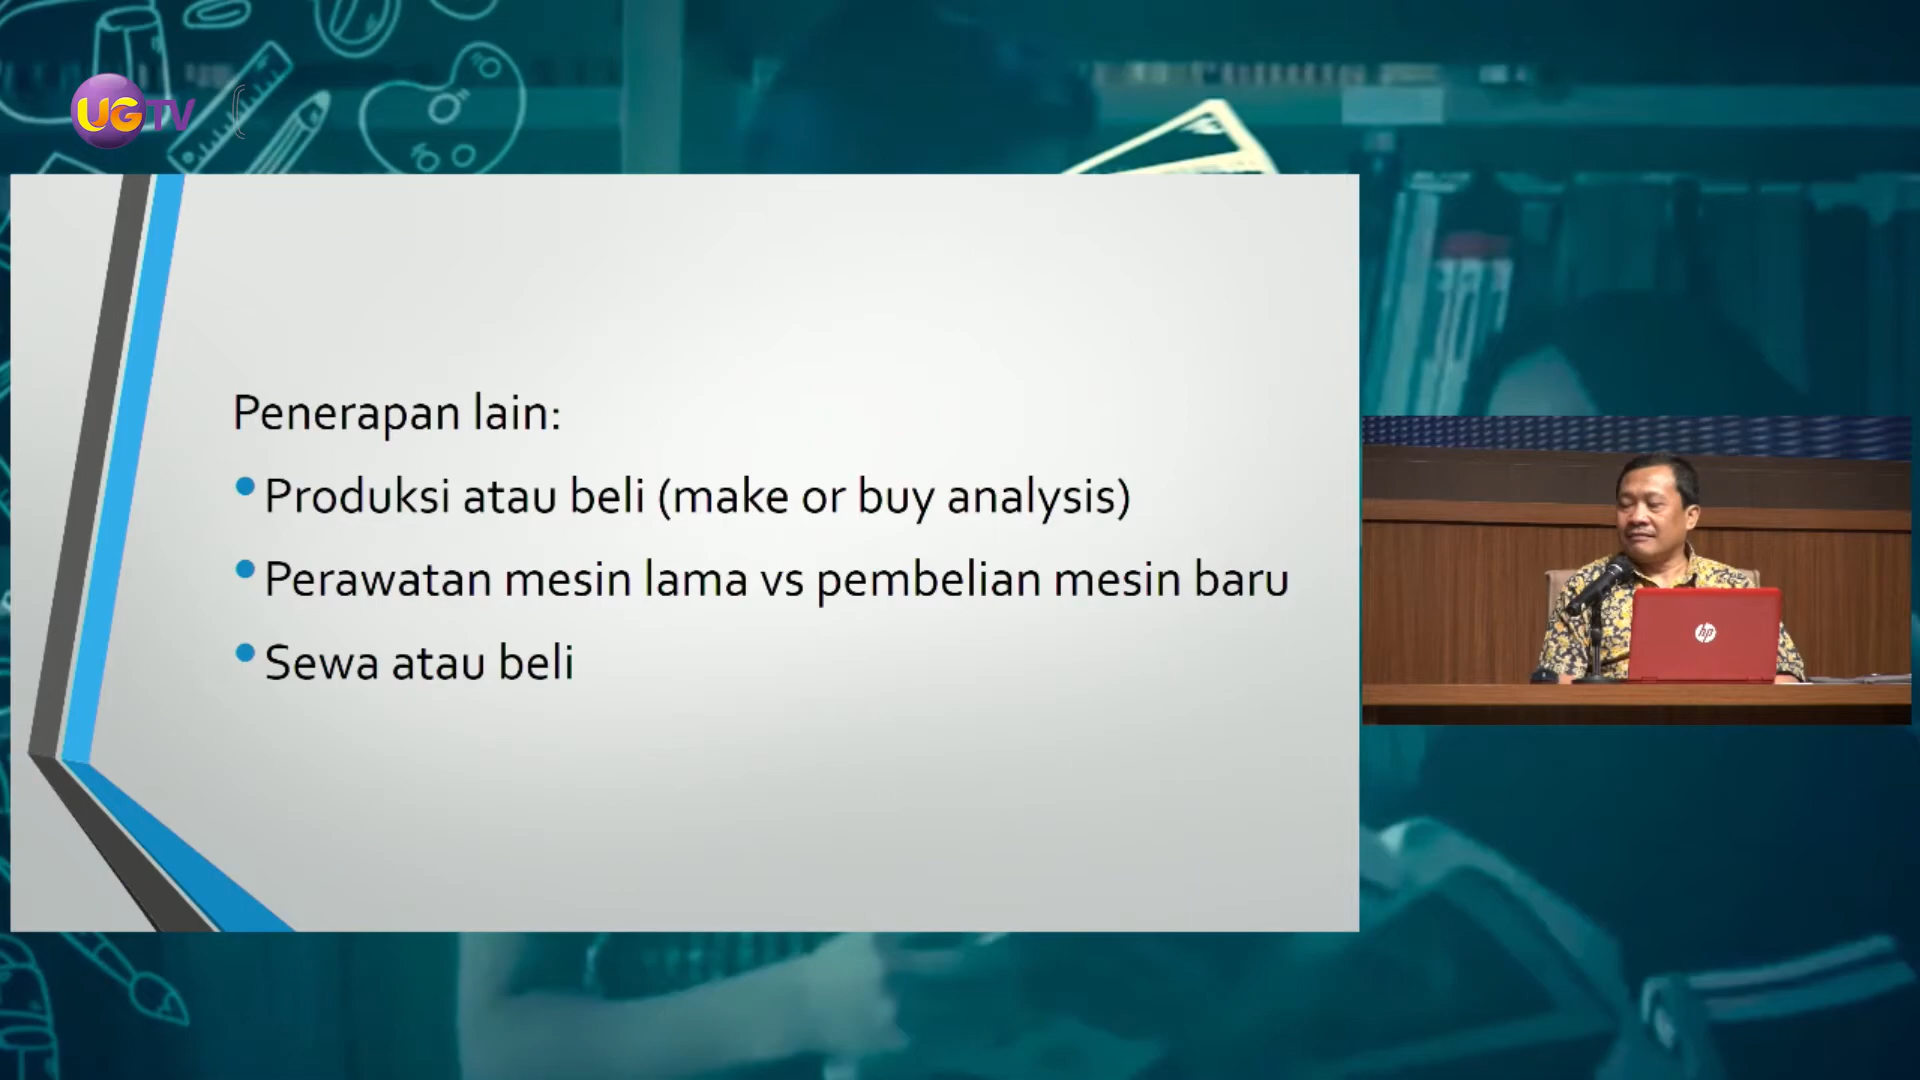 UGTV
Penerapan lain:
Produksi atau beli (make or buy analysis)
Perawatan mesin lama vs pembelian mesin baru
Sewa atau beli
hp